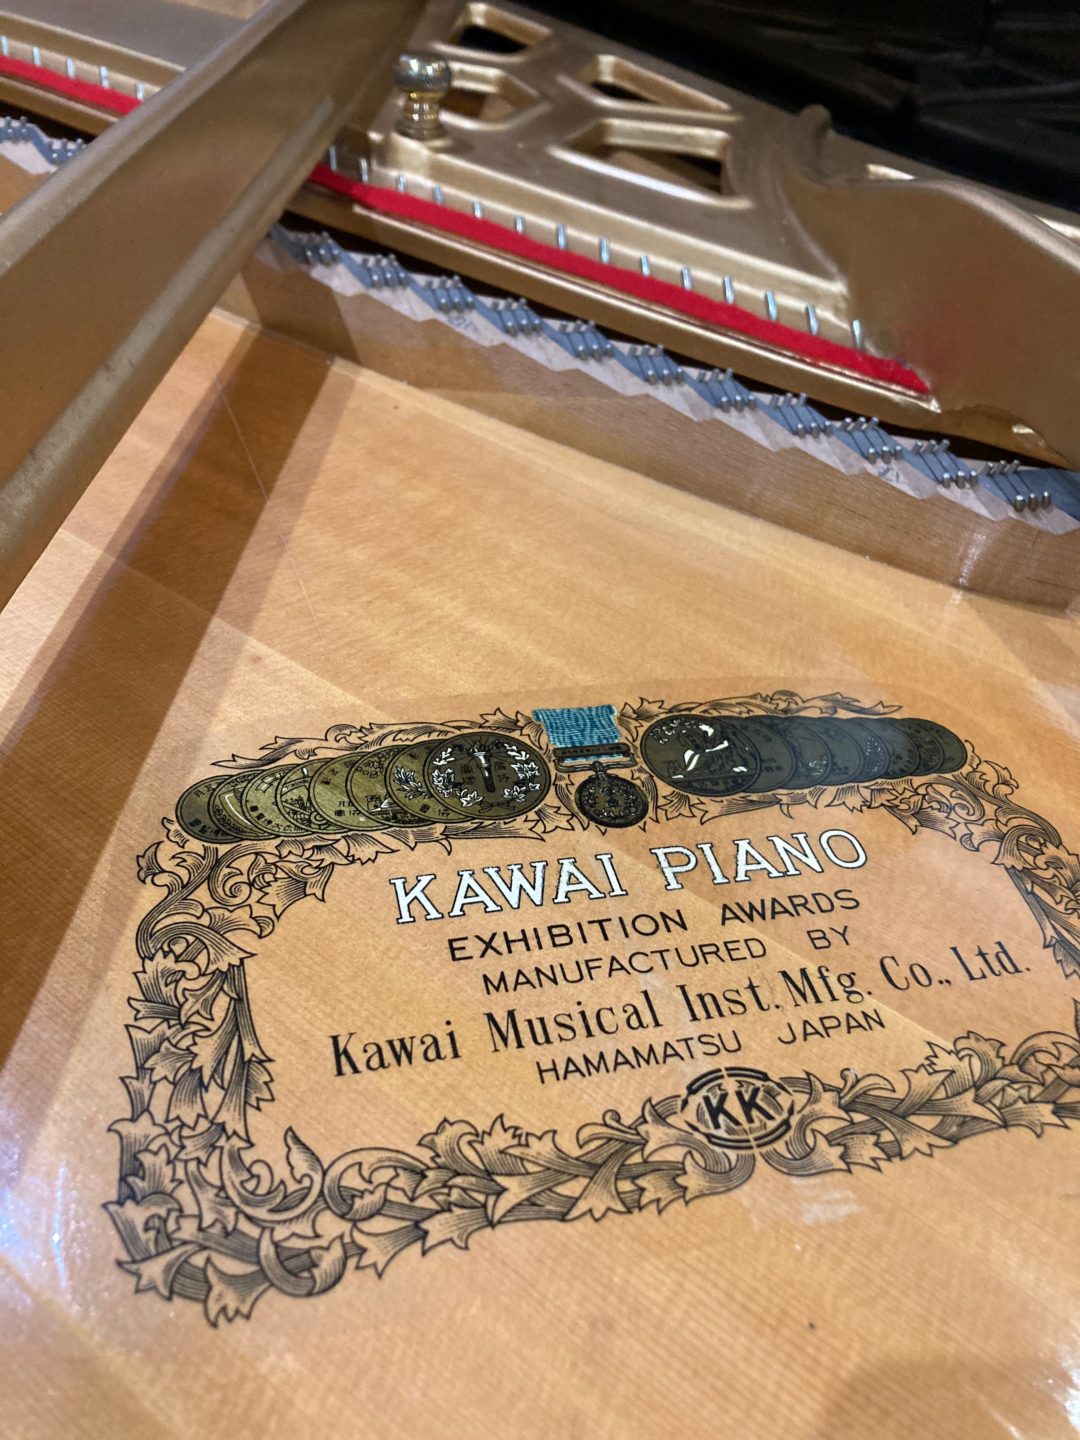 KAWAI PIANO
EXHIBITION AWARDS
MANUFACTURED BY
Kawai Musical Inst. Mfg. Co., Ltd.
HAMAMATSU JAPAN
KK